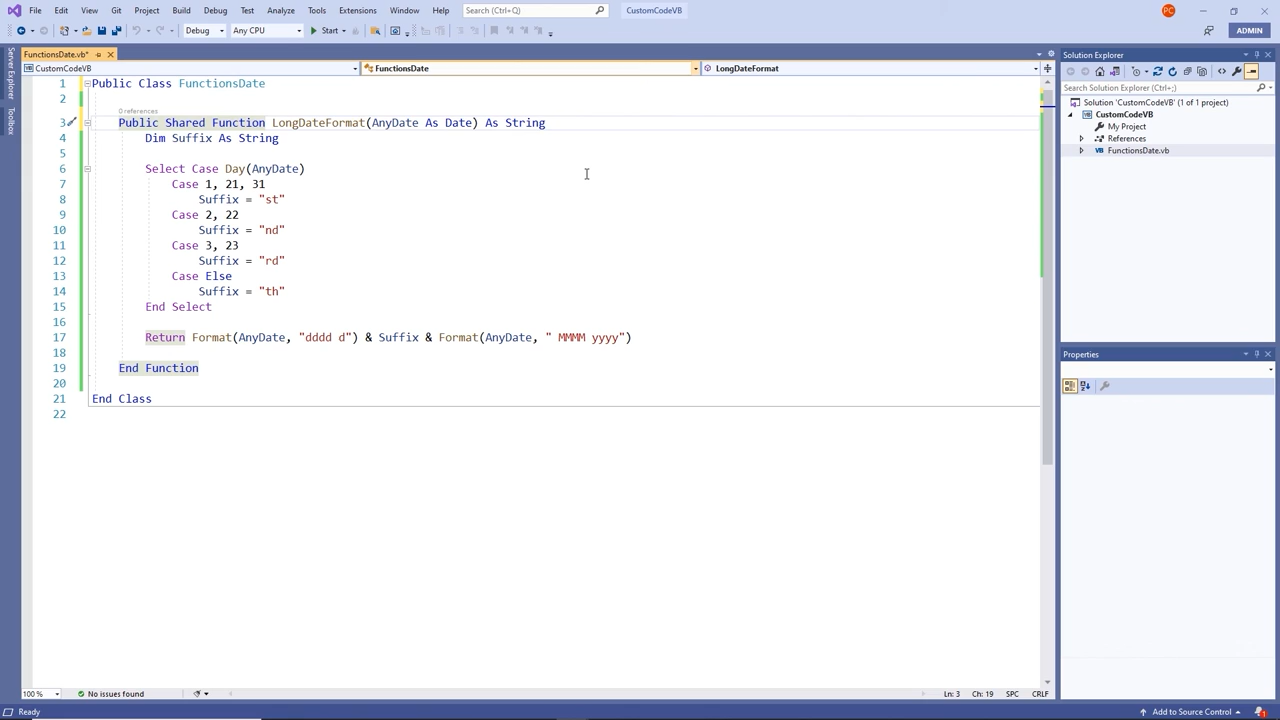 File Edit View Git Project Build Debug Test Analyze Tools Extensions Window Help Search (Ctrl+Q) CustomCodeVB PC
Debug Any CPU Start ADMIN
FunctionsDate.vb*
CustomCodeVB FunctionsDate LongDateFormat
Server Explorer
Toolbox
1 Public Class FunctionsDate
2
0 references
3 Public Shared Function LongDateFormat(AnyDate As Date) As String
4 Dim Suffix As String
5
6 Select Case Day(AnyDate)
7 Case 1, 21, 31
8 Suffix = "st"
9 Case 2, 22
10 Suffix = "nd"
11 Case 3, 23
12 Suffix = "rd"
13 Case Else
14 Suffix = "th"
15 End Select
16
17 Return Format(AnyDate, "dddd d") & Suffix & Format(AnyDate, " MMMM yyyy")
18
19 End Function
20
21 End Class
22
100 % No issues found Ln: 3 Ch: 19 SPC CRLF
Solution Explorer
Search Solution Explorer (Ctrl+;)
Solution 'CustomCodeVB' (1 of 1 project)
CustomCodeVB
My Project
References
FunctionsDate.vb
Properties
Ready Add to Source Control 1